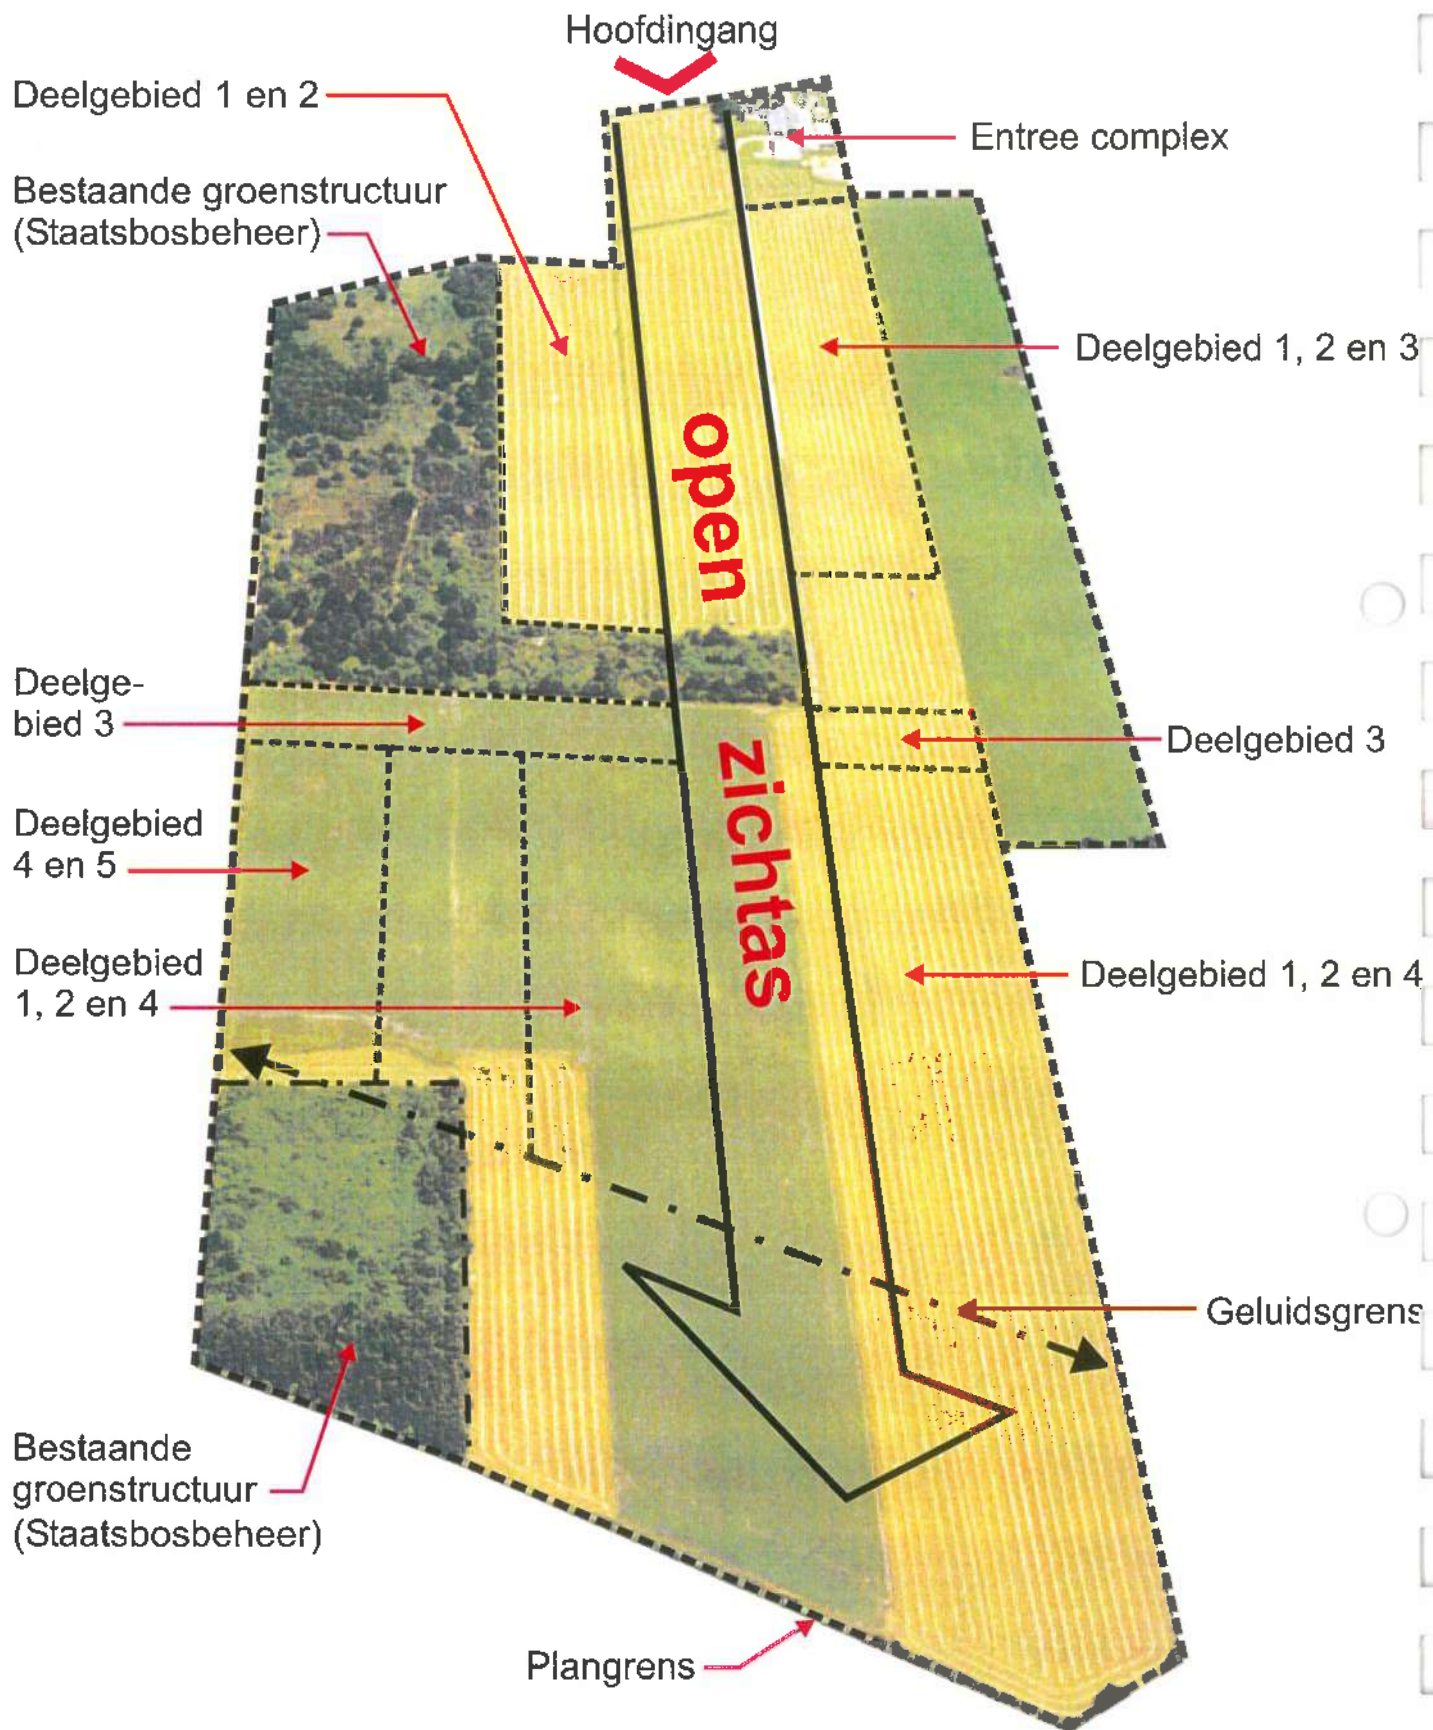 Hoofdingang
Deelgebied 1 en 2
Entree complex
Bestaande groenstructuur
(Staatsbosbeheer)
Deelgebied 1, 2 en 3
open
Deelge-
bied 3
Deelgebied 3
zichtas
Deelgebied
4 en 5
Deelgebied
1, 2 en 4
Deelgebied 1, 2 en 4
Geluidsgrens
Bestaande
groenstructuur
(Staatsbosbeheer)
Plangrens